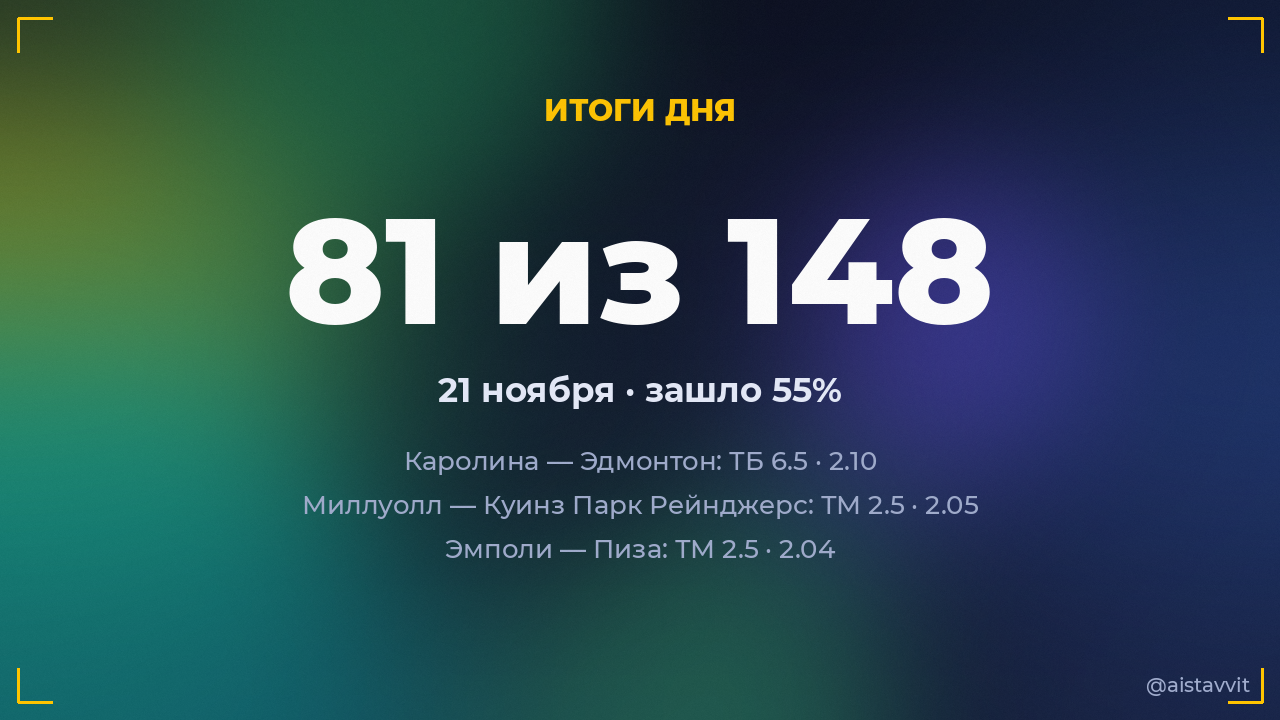 ИТОГИ ДНЯ
81 из 148
21 ноября · зашло 55%
Каролина — Эдмонтон: ТБ 6.5 · 2.10
Миллуолл — Куинз Парк Рейнджерс: ТМ 2.5 · 2.05
Эмполи — Пиза: ТМ 2.5 · 2.04
@aistavvit